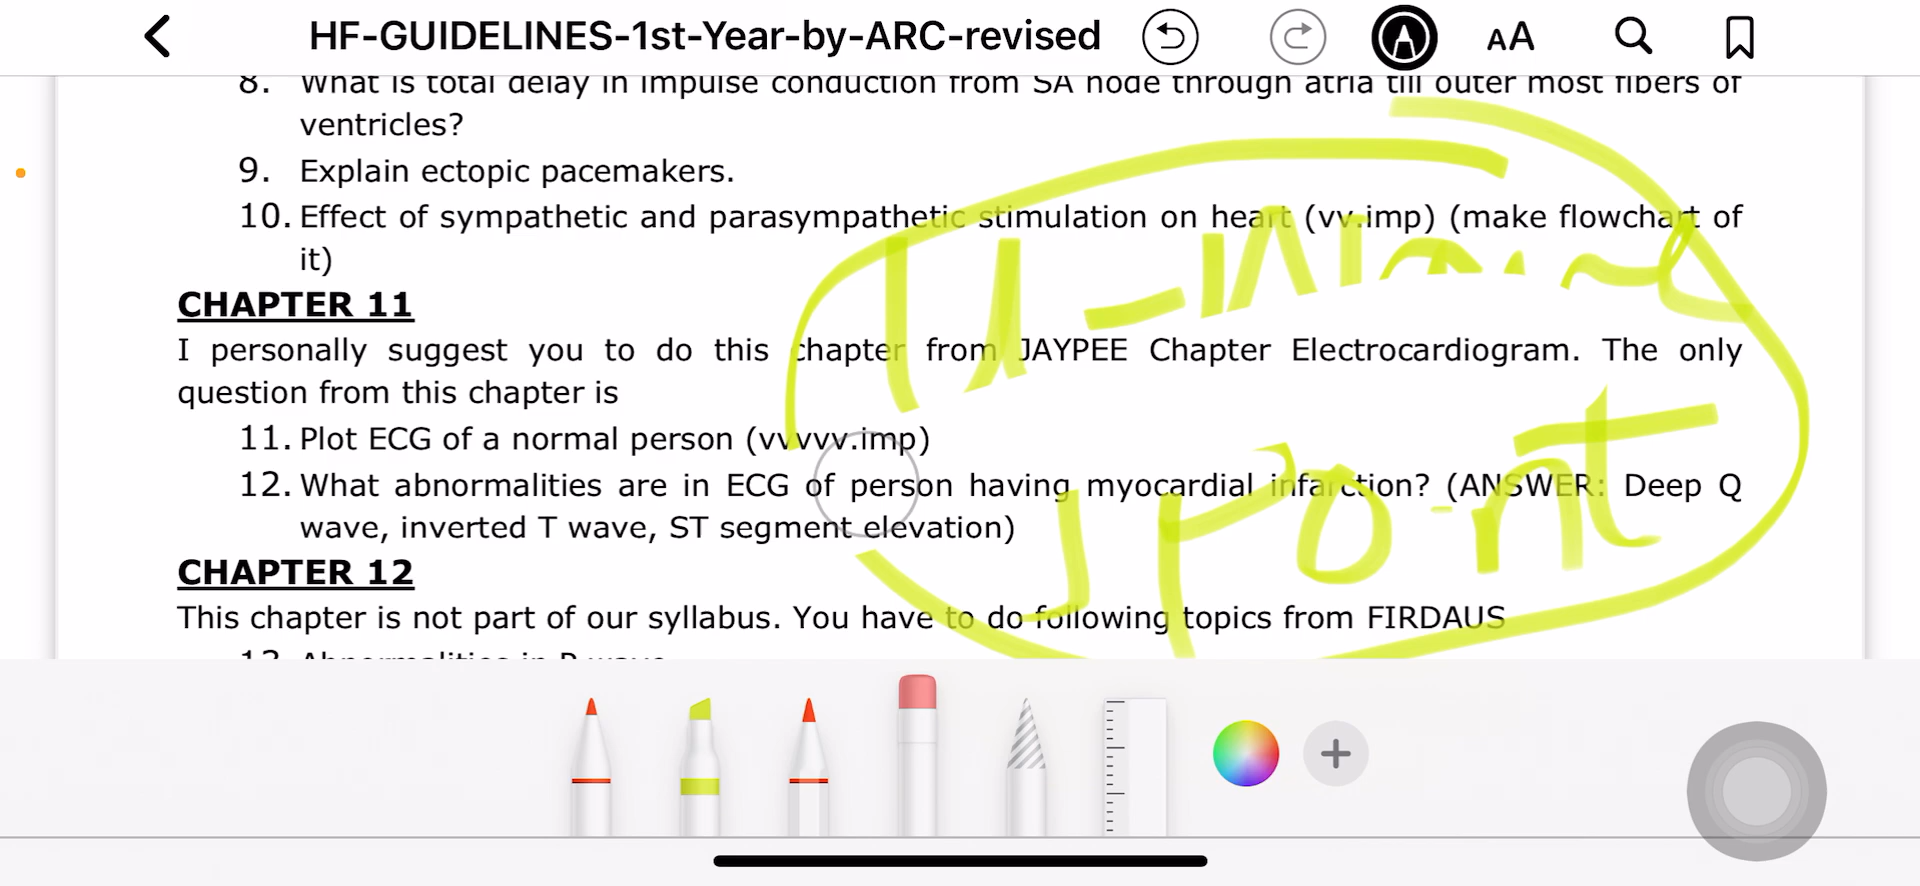 HF-GUIDELINES-1st-Year-by-ARC-revised
AA
8. What is total delay in impulse conduction from SA node through atria till outer most fibers of
ventricles?
9. Explain ectopic pacemakers.
10. Effect of sympathetic and parasympathetic stimulation on heart (vv.imp) (make flowchart of
it)
CHAPTER 11
I personally suggest you to do this chapter from JAYPEE Chapter Electrocardiogram. The only
question from this chapter is
11. Plot ECG of a normal person (vvvvv.imp)
12. What abnormalities are in ECG of person having myocardial infarction? (ANSWER: Deep Q
wave, inverted T wave, ST segment elevation)
CHAPTER 12
This chapter is not part of our syllabus. You have to do following topics from FIRDAUS
13. Abnormalities in P wave
J point